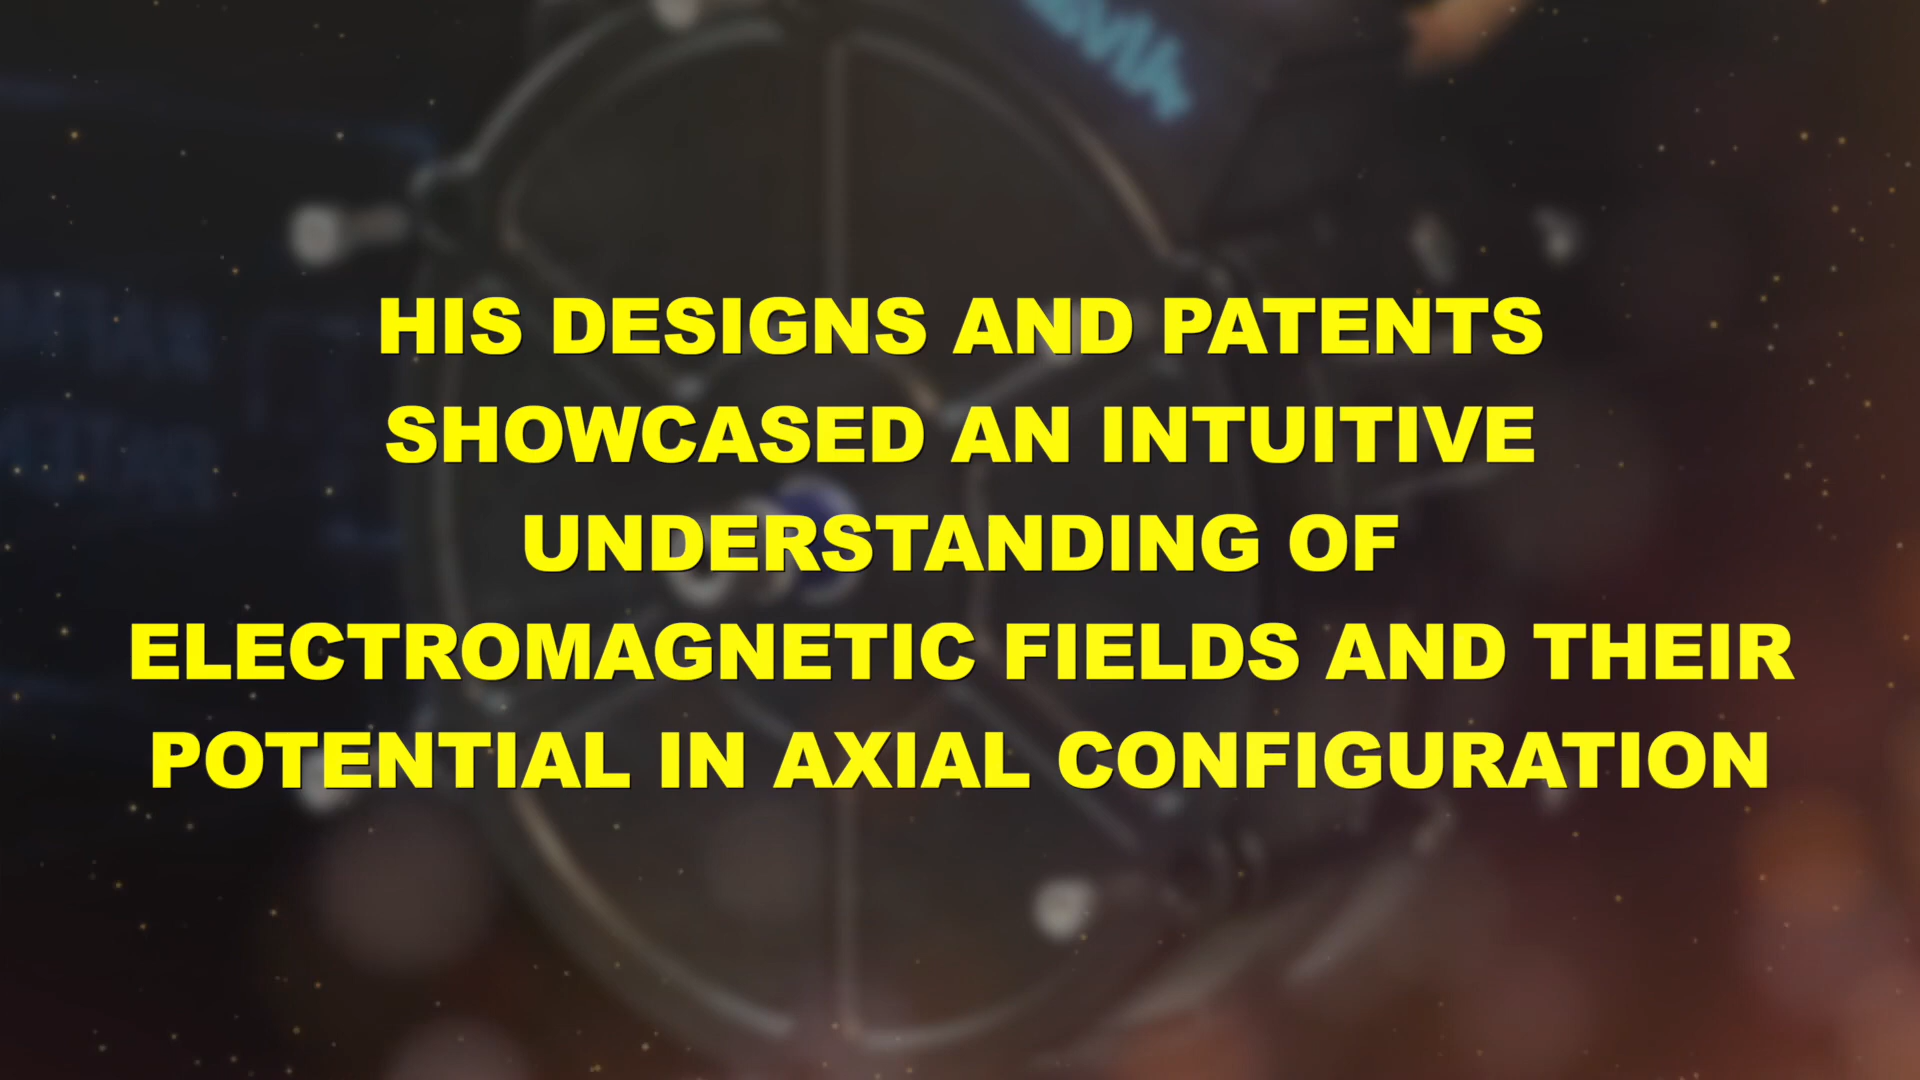 HIS DESIGNS AND PATENTS
SHOWCASED AN INTUITIVE
UNDERSTANDING OF
ELECTROMAGNETIC FIELDS AND THEIR
POTENTIAL IN AXIAL CONFIGURATION